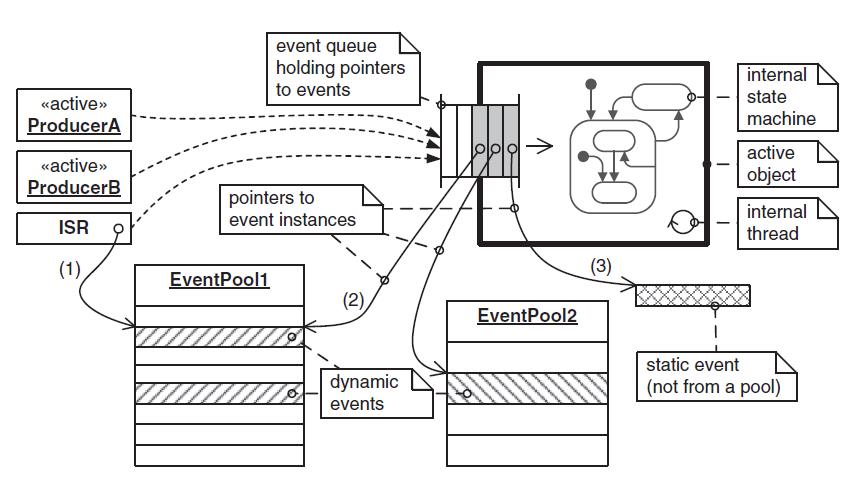 event queue
holding pointers
to events
«active»
ProducerA
«active»
ProducerB
ISR
pointers to
event instances
internal
state
machine
active
object
internal
thread
(1)
(2)
(3)
EventPool1
EventPool2
dynamic
events
static event
(not from a pool)